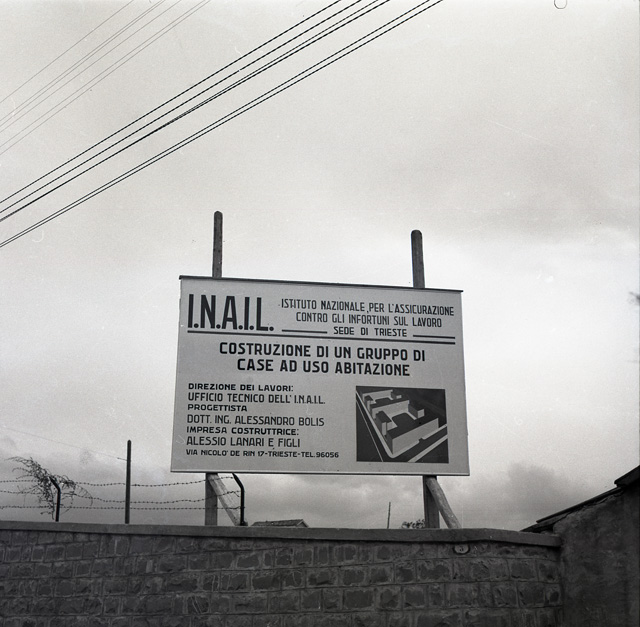 I.N.A.I.L.
ISTITUTO NAZIONALE PER L'ASSICURAZIONE
CONTRO GLI INFORTUNI SUL LAVORO
SEDE DI TRIESTE
COSTRUZIONE DI UN GRUPPO DI
CASE AD USO ABITAZIONE
DIREZIONE DEI LAVORI:
UFFICIO TECNICO DELL' I.N.A.I.L.
PROGETTISTA
DOTT. ING. ALESSANDRO BOLIS
IMPRESA COSTRUTTRICE:
ALESSIO LANARI E FIGLI
VIA NICOLO' DE RIN 17-TRIESTE-TEL.96056